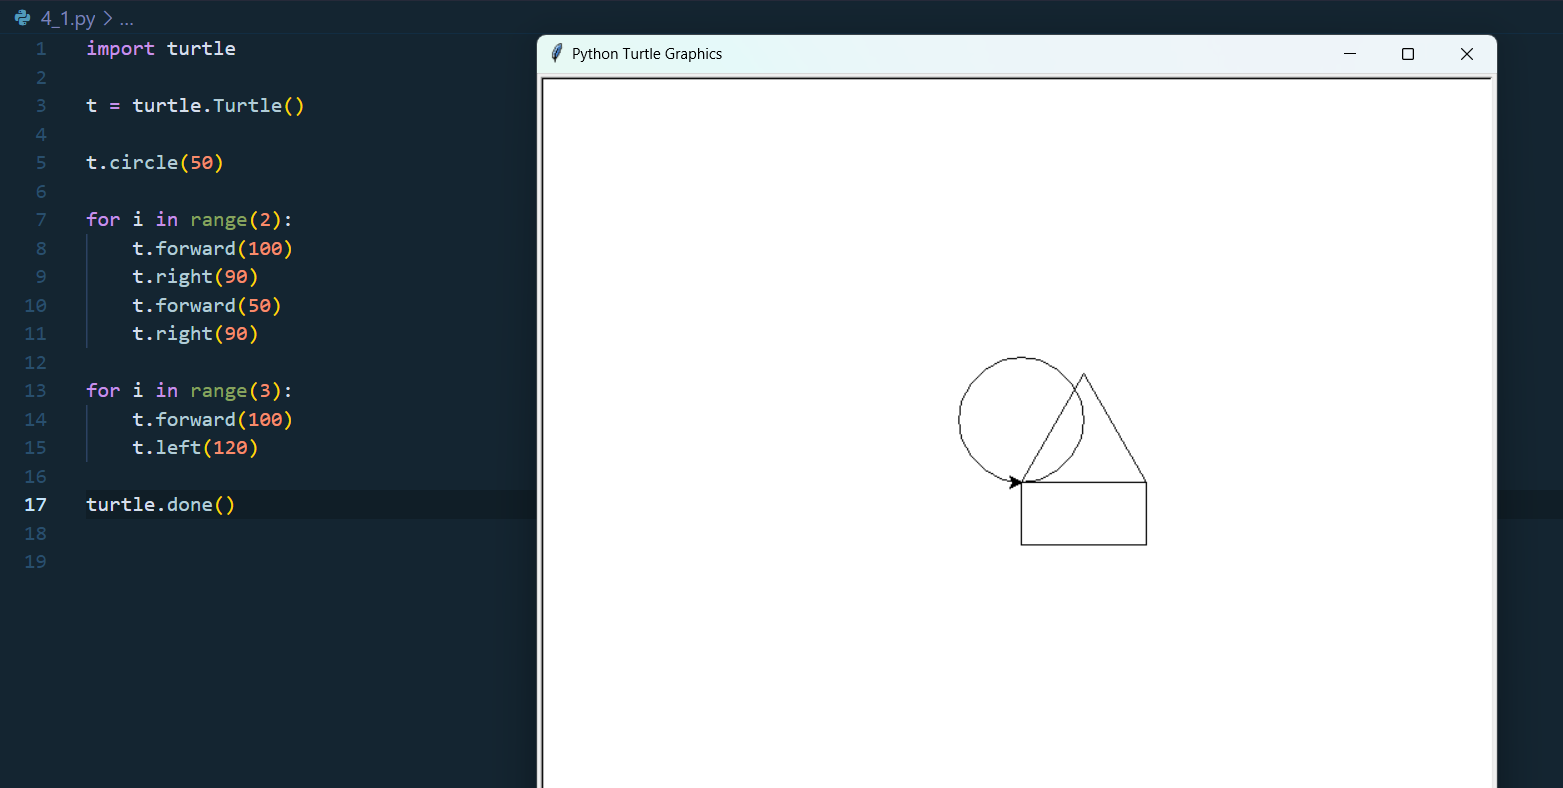 4_1.py > ...
1 import turtle
2
3 t = turtle.Turtle()
4
5 t.circle(50)
6
7 for i in range(2):
8     t.forward(100)
9     t.right(90)
10     t.forward(50)
11     t.right(90)
12
13 for i in range(3):
14     t.forward(100)
15     t.left(120)
16
17 turtle.done()
18
19
Python Turtle Graphics